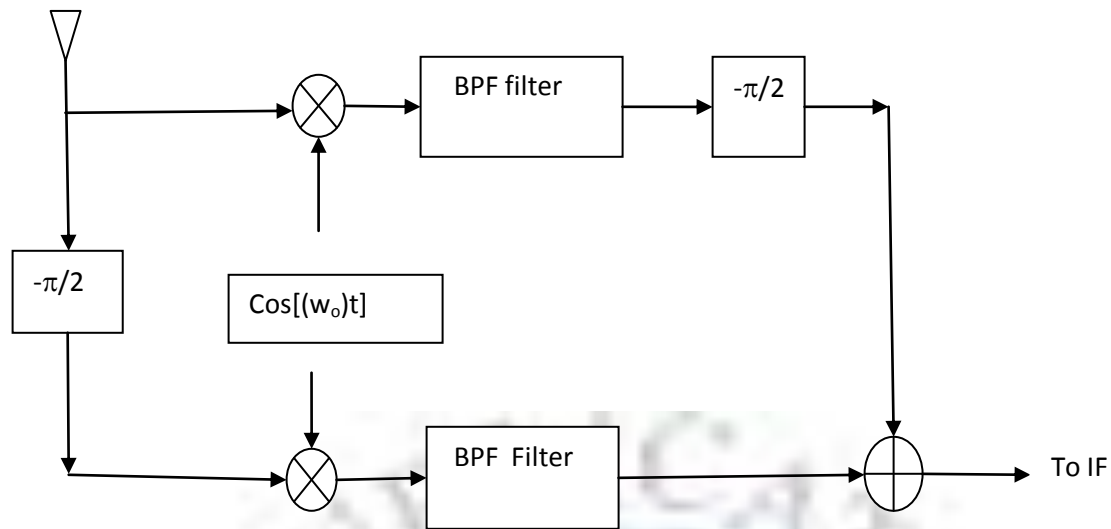 BPF filter
-π/2
-π/2
Cos[(wₒ)t]
BPF Filter
To IF